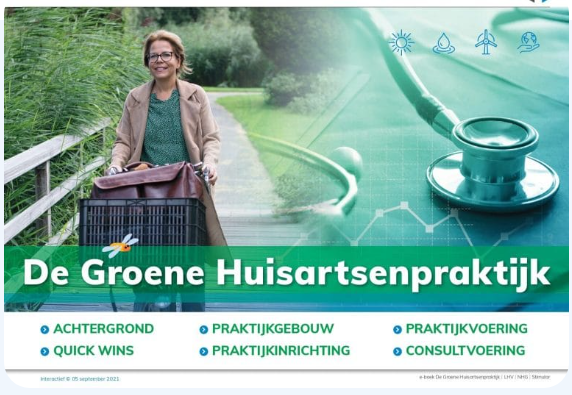 De Groene Huisartsenpraktijk
ACHTERGROND
PRAKTIJKGEBOUW
PRAKTIJKVOERING
QUICK WINS
PRAKTIJKINRICHTING
CONSULTVOERING
Interactief © 05 september 2021
e-book De Groene Huisartsenpraktijk | LHV | NHG | Stimular